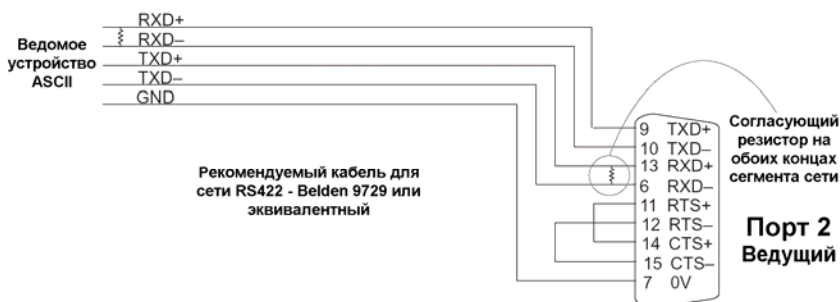 RXD+
RXD–
TXD+
TXD–
GND
Ведомое
устройство
ASCII
Рекомендуемый кабель для
сети RS422 - Belden 9729 или
эквивалентный
9 TXD+
10 TXD–
13 RXD+
6 RXD–
11 RTS+
12 RTS–
14 CTS+
15 CTS–
7 0V
Согласующий
резистор на
обоих концах
сегмента сети
Порт 2
Ведущий